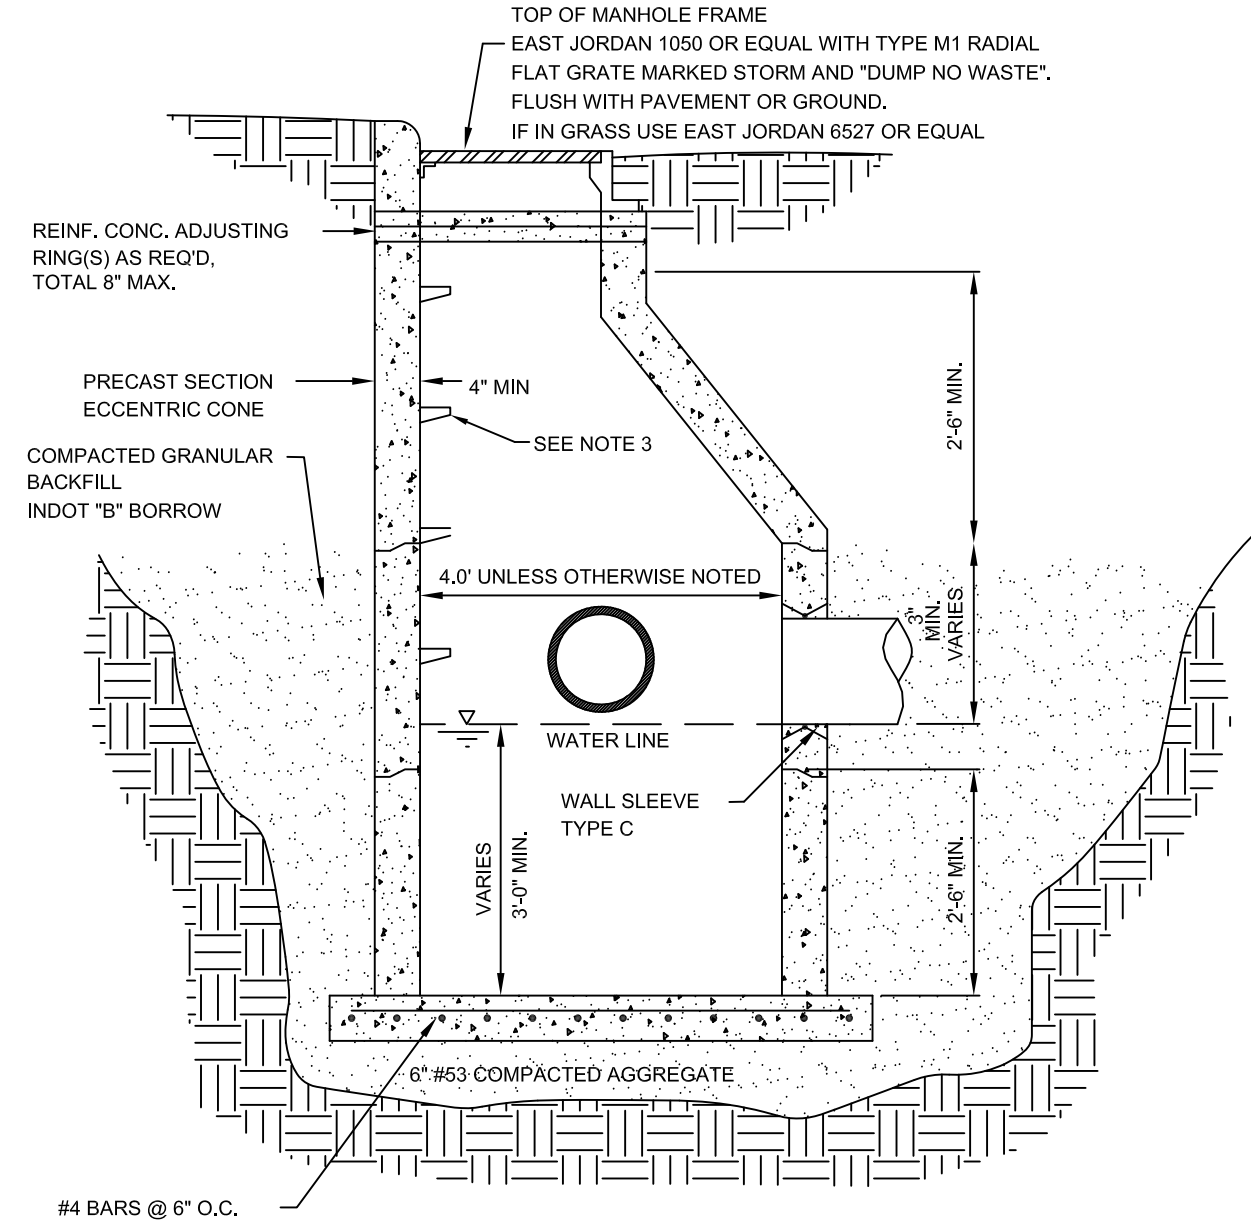 TOP OF MANHOLE FRAME
EAST JORDAN 1050 OR EQUAL WITH TYPE M1 RADIAL
FLAT GRATE MARKED STORM AND "DUMP NO WASTE".
FLUSH WITH PAVEMENT OR GROUND.
IF IN GRASS USE EAST JORDAN 6527 OR EQUAL
REINF. CONC. ADJUSTING
RING(S) AS REQ'D,
TOTAL 8" MAX.
PRECAST SECTION
ECCENTRIC CONE
4" MIN
SEE NOTE 3
2'-6" MIN.
COMPACTED GRANULAR
BACKFILL
INDOT "B" BORROW
4.0' UNLESS OTHERWISE NOTED
3"
MIN.
VARIES
WATER LINE
WALL SLEEVE
TYPE C
VARIES
3'-0" MIN.
2'-6" MIN.
6" #53 COMPACTED AGGREGATE
#4 BARS @ 6" O.C.